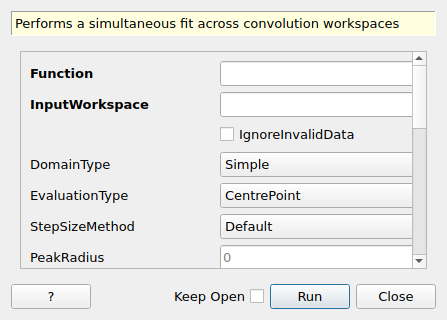 Performs a simultaneous fit across convolution workspaces
Function
InputWorkspace
IgnoreInvalidData
DomainType Simple
EvaluationType CentrePoint
StepSizeMethod Default
PeakRadius 0
? Keep Open Run Close